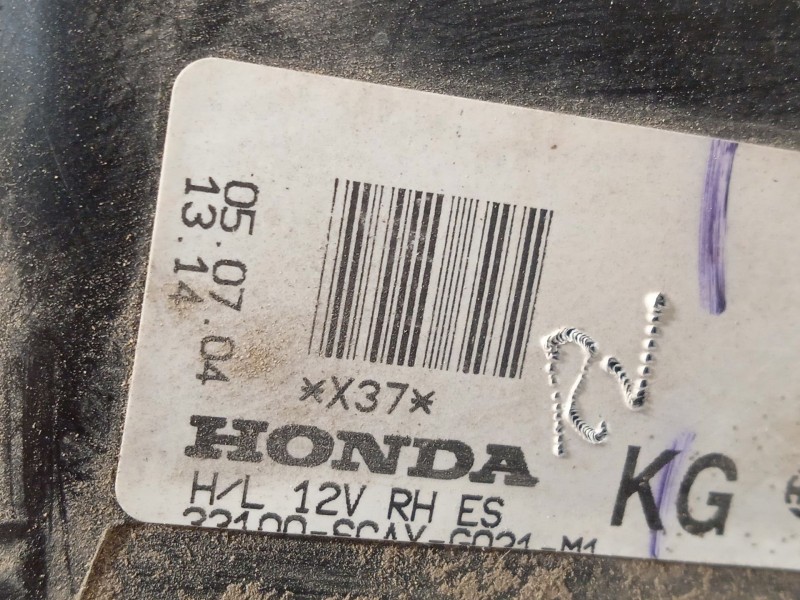 05.07.04
13.14
*X37*
HONDA
KG
H/L 12V RH ES